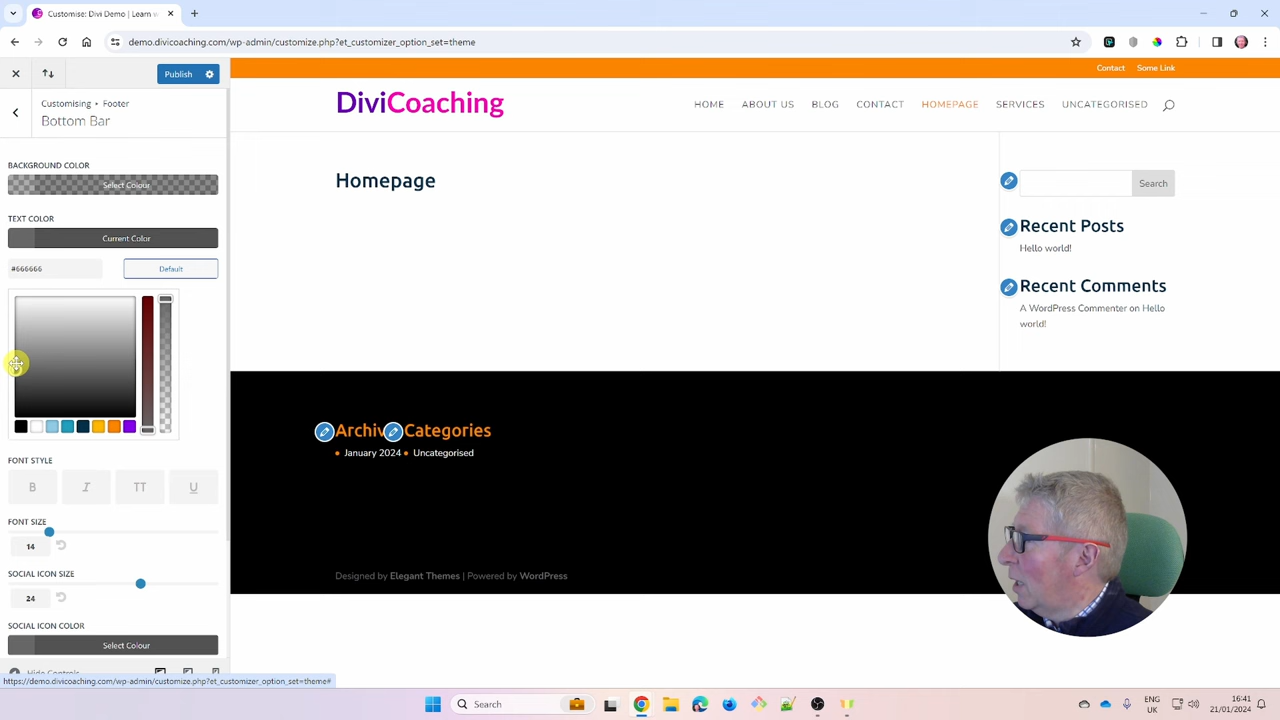 Customise: Divi Demo | Learn v
demo.divicoaching.com/wp-admin/customize.php?et_customizer_option_set=theme
Publish
Customising ▸ Footer
Bottom Bar
BACKGROUND COLOR
Select Colour
TEXT COLOR
Current Color
#666666
Default
FONT STYLE
B I TT U
FONT SIZE
14
SOCIAL ICON SIZE
24
SOCIAL ICON COLOR
Select Colour
Hide Controls
https://demo.divicoaching.com/wp-admin/customize.php?et_customizer_option_set=theme#
Contact Some Link
DiviCoaching
HOME ABOUT US BLOG CONTACT HOMEPAGE SERVICES UNCATEGORISED
Homepage
Search
Recent Posts
Hello world!
Recent Comments
A WordPress Commenter on Hello
world!
Archiv Categories
January 2024 Uncategorised
Designed by Elegant Themes | Powered by WordPress
Search
ENG
UK
16:41
21/01/2024